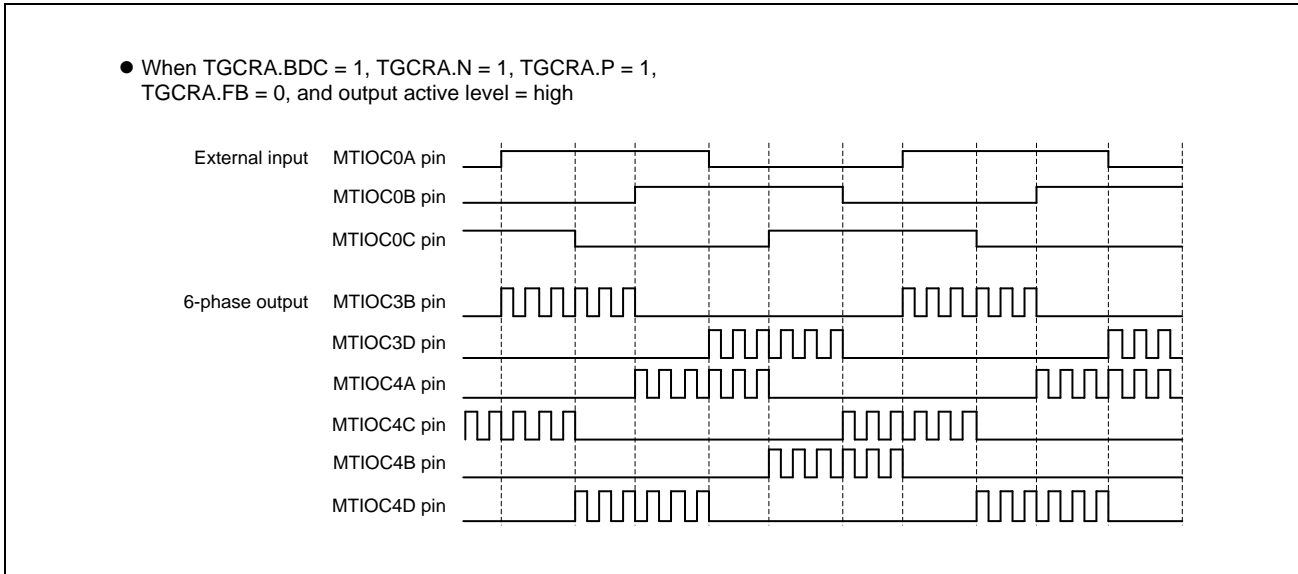 ● When TGCRA.BDC = 1, TGCRA.N = 1, TGCRA.P = 1,
TGCRA.FB = 0, and output active level = high
External input MTIOC0A pin
MTIOC0B pin
MTIOC0C pin
6-phase output MTIOC3B pin
MTIOC3D pin
MTIOC4A pin
MTIOC4C pin
MTIOC4B pin
MTIOC4D pin